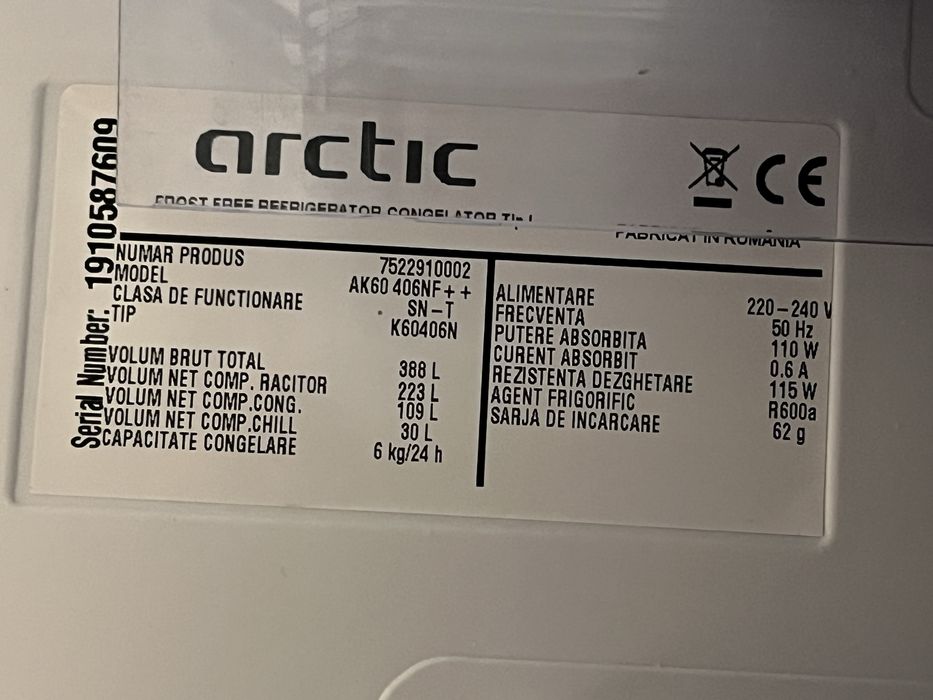 arctic
CE
FROST FREE REFRIGERATOR CONGELATOR
FABRICAT IN ROMÂNIA
Serial Number: 1910587609
NUMAR PRODUS 7522910002
MODEL AK60 406NF++
CLASA DE FUNCTIONARE SN-T
TIP K60406N
VOLUM BRUT TOTAL 388 L
VOLUM NET COMP. RACITOR 223 L
VOLUM NET COMP.CONG. 109 L
VOLUM NET COMP.CHILL 30 L
CAPACITATE CONGELARE 6 kg/24 h
ALIMENTARE 220-240 V
FRECVENTA 50 Hz
PUTERE ABSORBITA 110 W
CURENT ABSORBIT 0.6 A
REZISTENTA DEZGHETARE 115 W
AGENT FRIGORIFIC R600a
SARJA DE INCARCARE 62 g